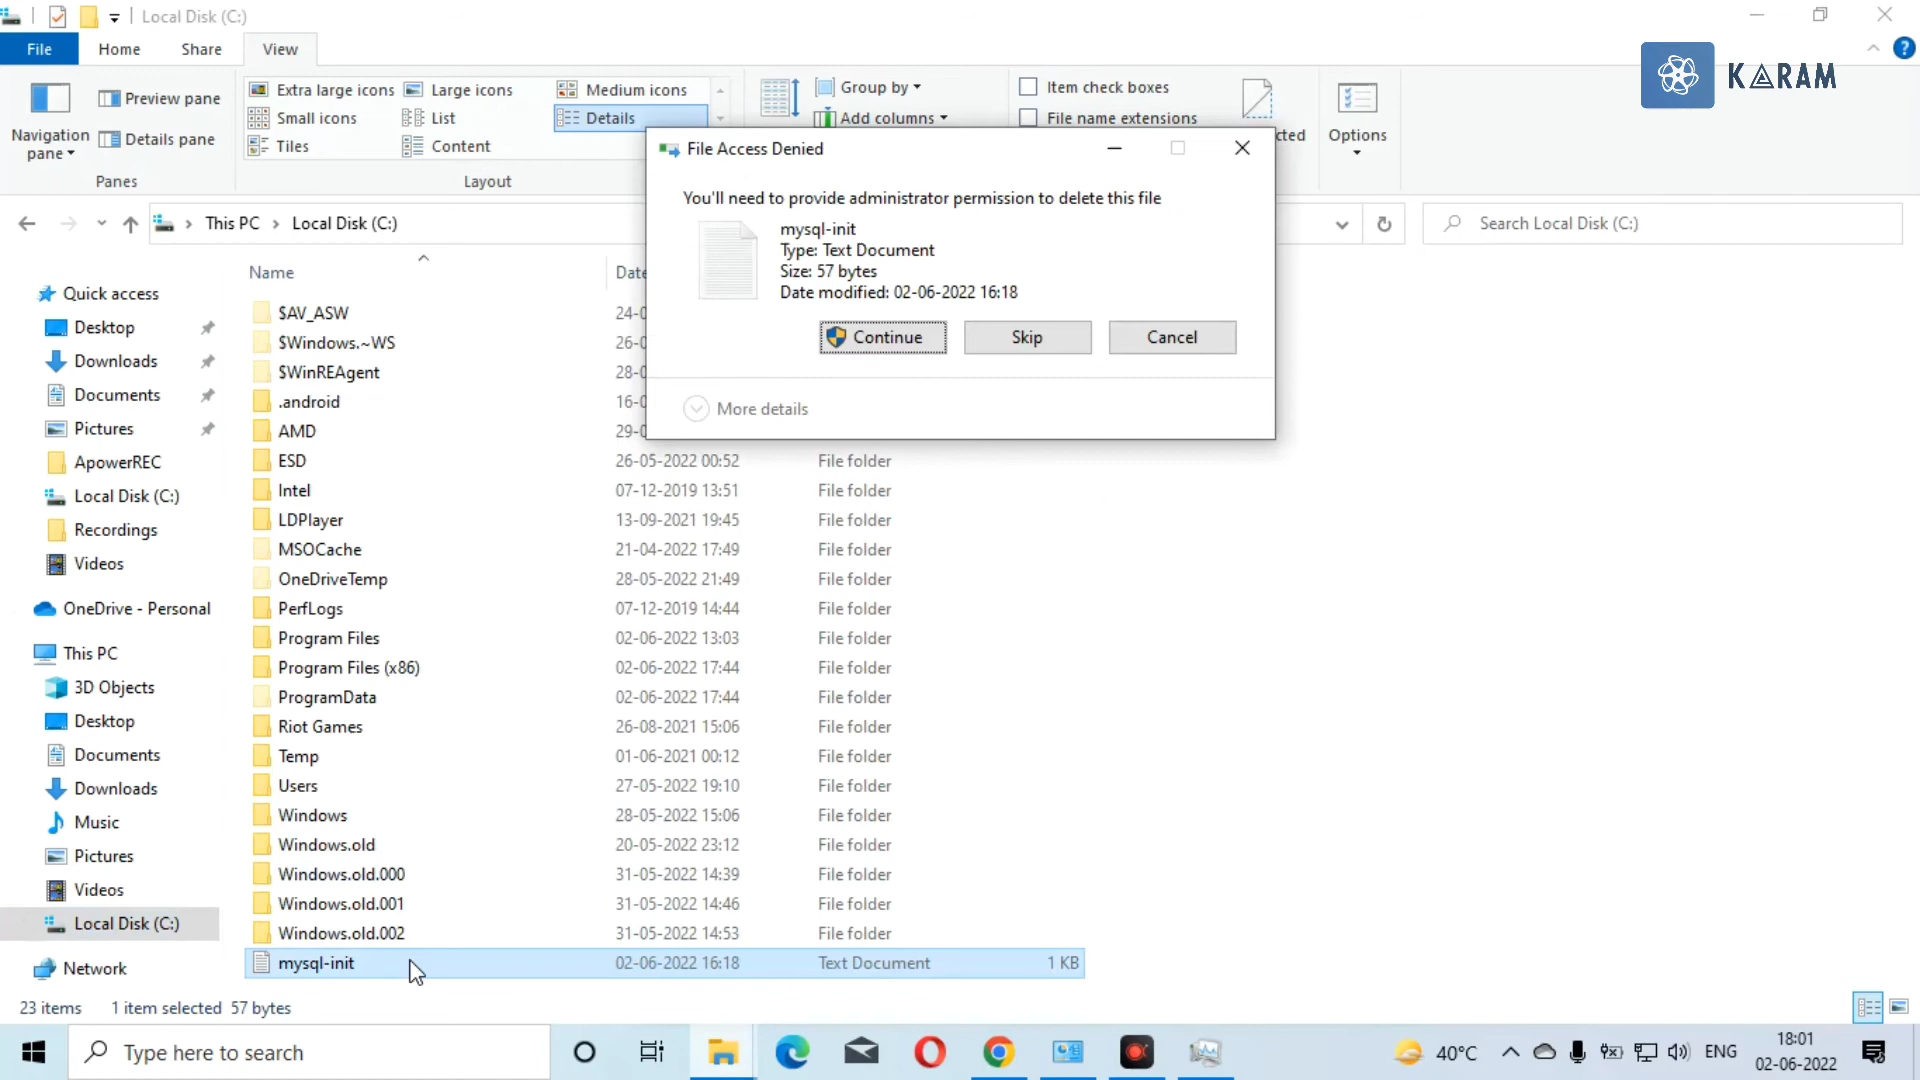 Local Disk (C:)
File
Home
Share
View
Navigation pane
Preview pane
Details pane
Panes
Extra large icons
Large icons
Medium icons
Small icons
List
Details
Tiles
Content
Layout
Group by
Add columns
Item check boxes
File name extensions
cted
Options
KARAM
This PC
Local Disk (C:)
Search Local Disk (C:)
File Access Denied
You'll need to provide administrator permission to delete this file
mysql-init
Type: Text Document
Size: 57 bytes
Date modified: 02-06-2022 16:18
Continue
Skip
Cancel
More details
Quick access
Desktop
Downloads
Documents
Pictures
ApowerREC
Local Disk (C:)
Recordings
Videos
OneDrive - Personal
This PC
3D Objects
Desktop
Documents
Downloads
Music
Pictures
Videos
Local Disk (C:)
Network
Name
Date
$AV_ASW 24-0
$Windows.~WS 26-0
$WinREAgent 28-0
.android 16-0
AMD 29-0
ESD 26-05-2022 00:52 File folder
Intel 07-12-2019 13:51 File folder
LDPlayer 13-09-2021 19:45 File folder
MSOCache 21-04-2022 17:49 File folder
OneDriveTemp 28-05-2022 21:49 File folder
PerfLogs 07-12-2019 14:44 File folder
Program Files 02-06-2022 13:03 File folder
Program Files (x86) 02-06-2022 17:44 File folder
ProgramData 02-06-2022 17:44 File folder
Riot Games 26-08-2021 15:06 File folder
Temp 01-06-2021 00:12 File folder
Users 27-05-2022 19:10 File folder
Windows 28-05-2022 15:06 File folder
Windows.old 20-05-2022 23:12 File folder
Windows.old.000 31-05-2022 14:39 File folder
Windows.old.001 31-05-2022 14:46 File folder
Windows.old.002 31-05-2022 14:53 File folder
mysql-init 02-06-2022 16:18 Text Document 1 KB
23 items 1 item selected 57 bytes
Type here to search
40°C
ENG
18:01
02-06-2022